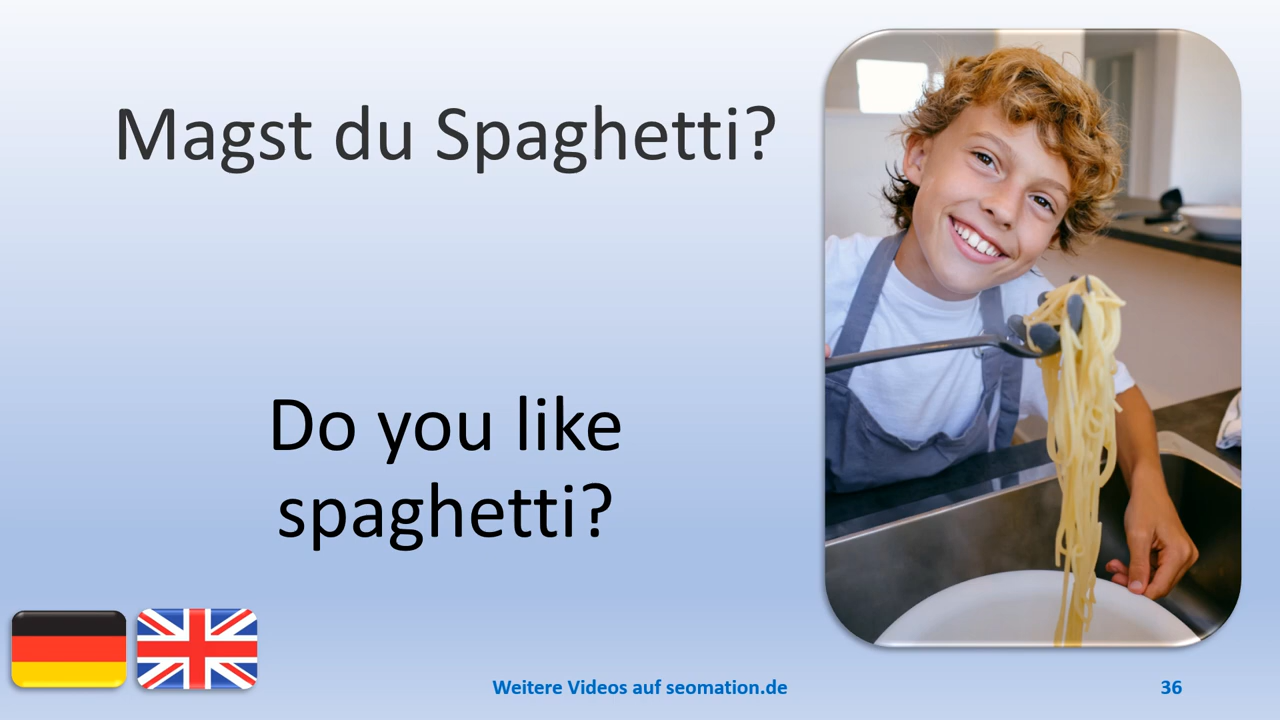 Magst du Spaghetti?
Do you like
spaghetti?
Weitere Videos auf seomation.de
36